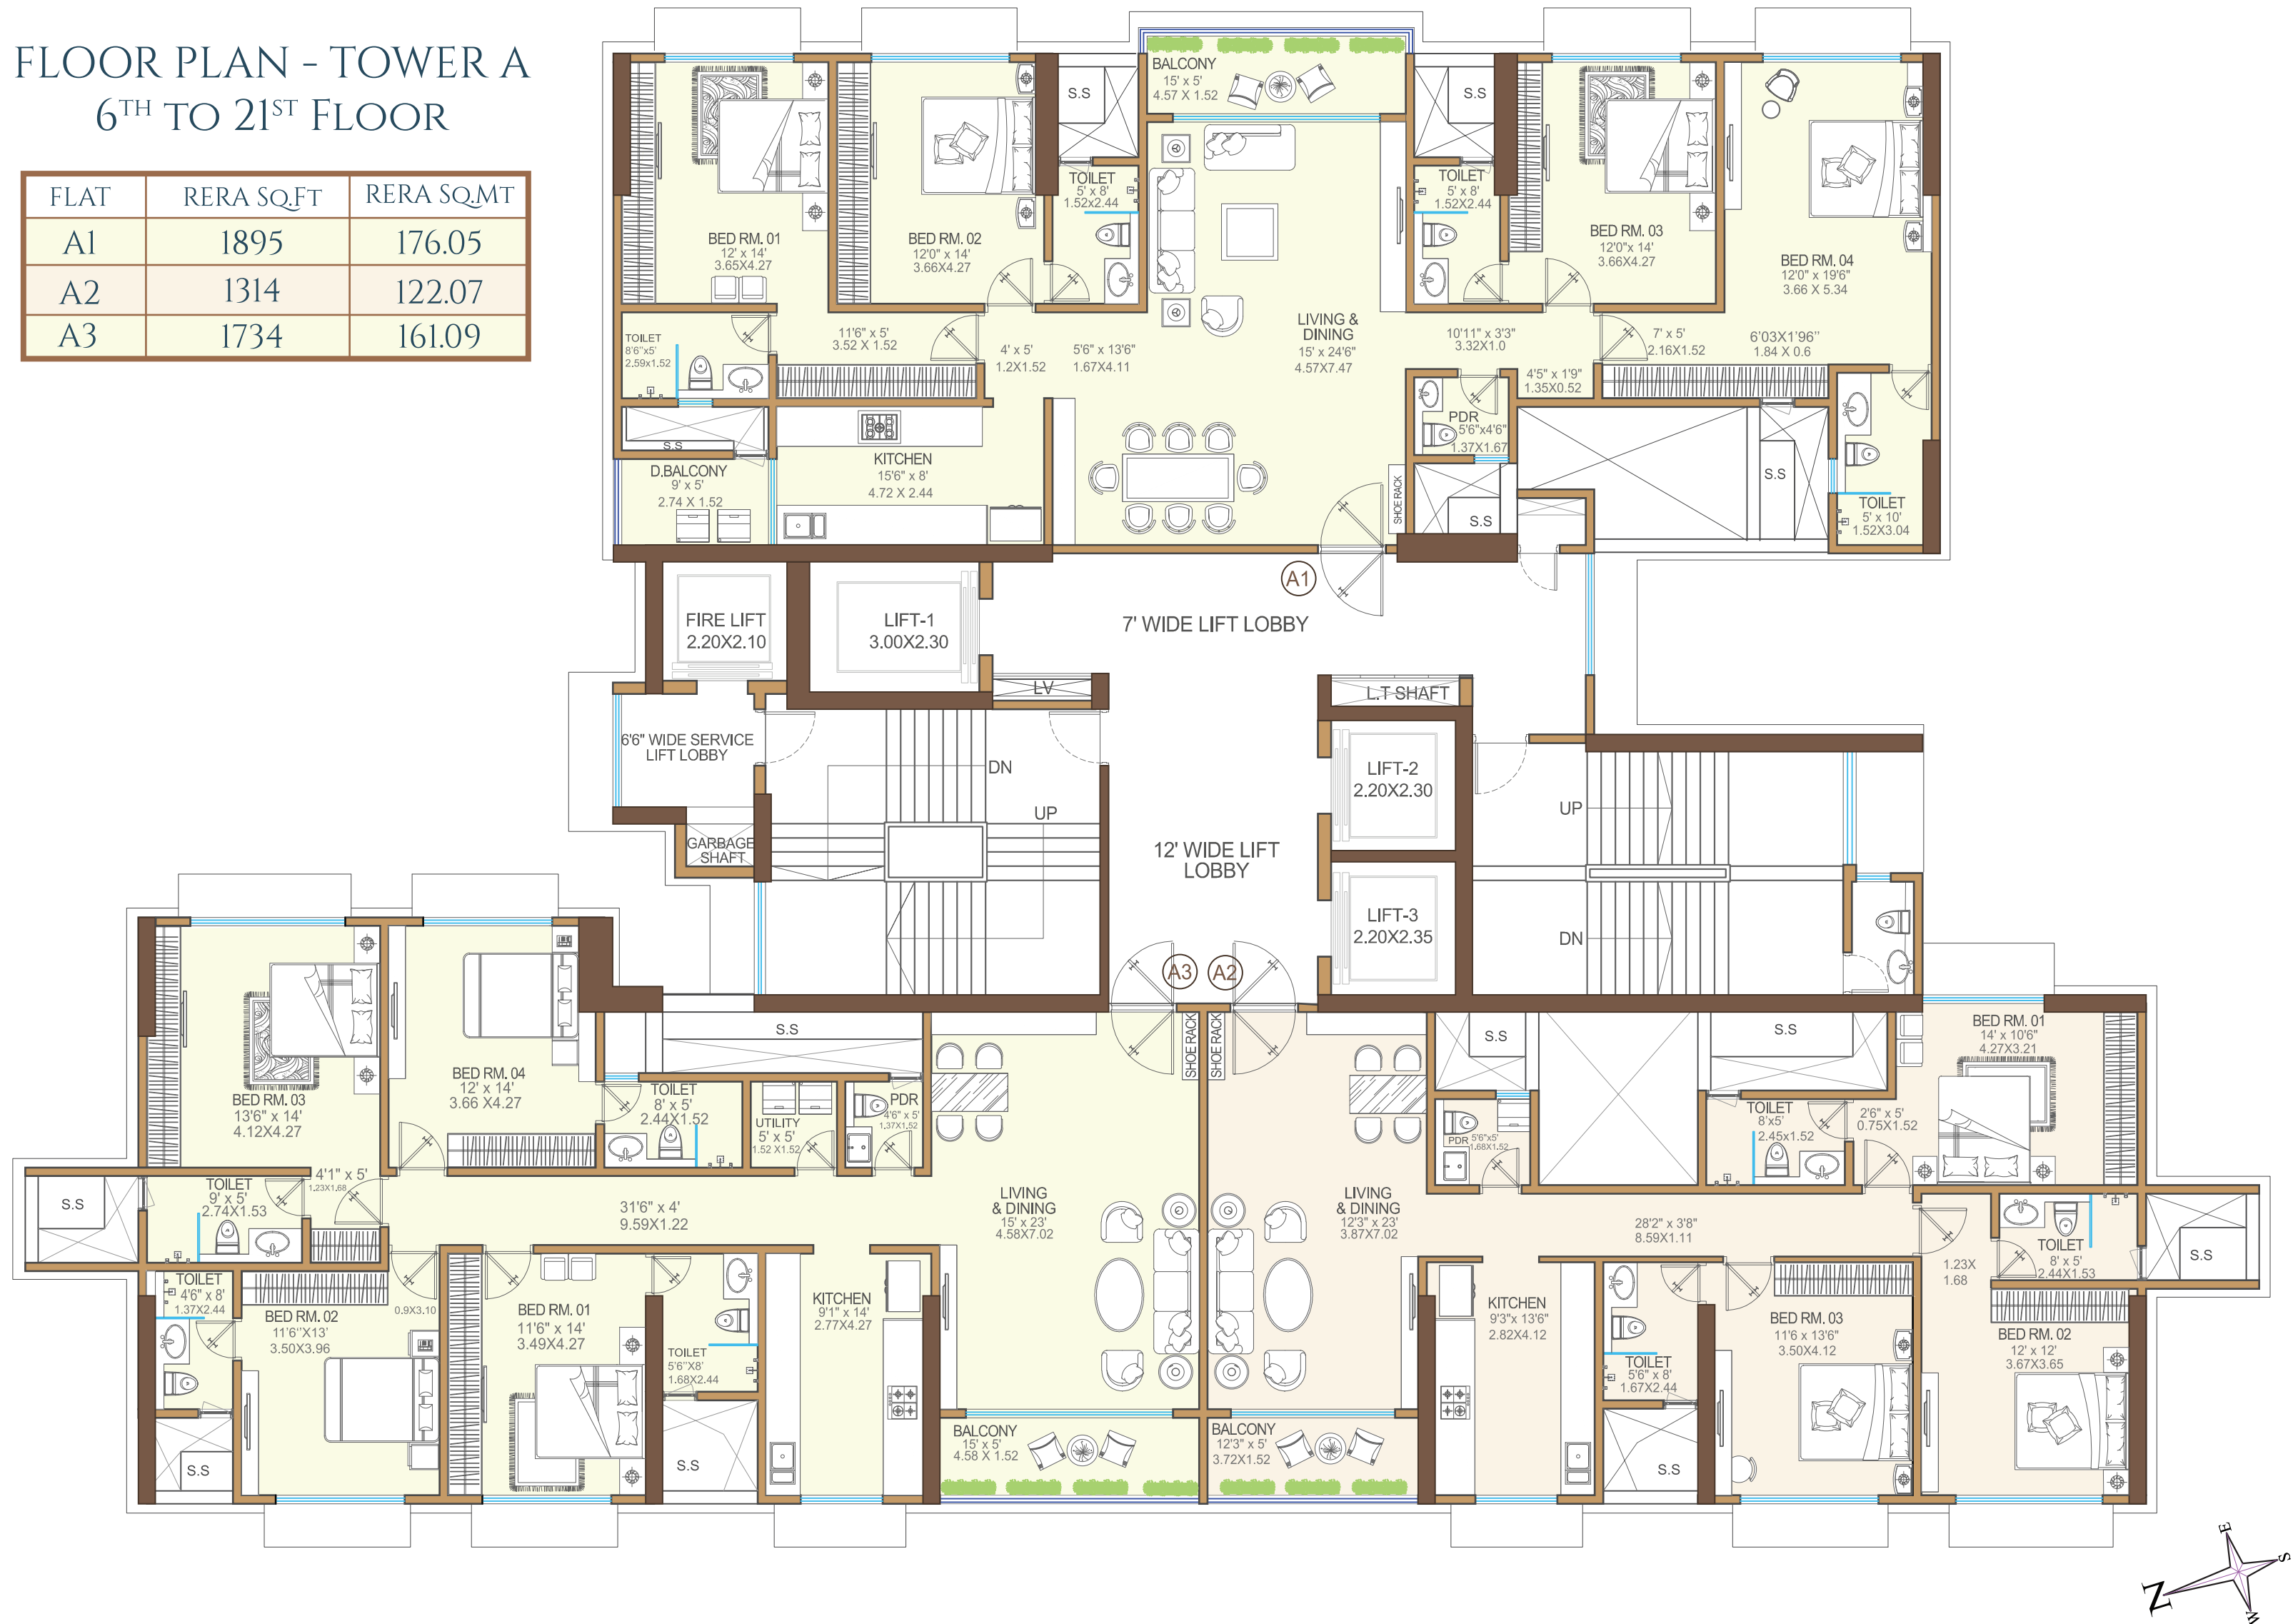 FLOOR PLAN - TOWER A
6TH TO 21ST FLOOR
FLAT RERA SQ.FT RERA SQ.MT
A1 1895 176.05
A2 1314 122.07
A3 1734 161.09
BALCONY
15' x 5'
4.57 X 1.52
S.S
S.S
TOILET
5' x 8'
1.52x2.44
TOILET
5' x 8'
1.52X2.44
BED RM. 01
12' x 14'
3.65X4.27
BED RM. 02
12'0" x 14'
3.66X4.27
BED RM. 03
12'0"x 14'
3.66X4.27
BED RM. 04
12'0" x 19'6"
3.66 X 5.34
TOILET
8'6"x5'
2.59x1.52
11'6" x 5'
3.52 X 1.52
4' x 5'
1.2X1.52
5'6" x 13'6"
1.67X4.11
LIVING &
DINING
15' x 24'6"
4.57X7.47
10'11" x 3'3"
3.32X1.0
7' x 5'
2.16X1.52
6'03X1'96"
1.84 X 0.6
4'5" x 1'9"
1.35X0.52
PDR
5'6"x4'6"
1.37X1.67
S.S
D.BALCONY
9' x 5'
2.74 X 1.52
KITCHEN
15'6" x 8'
4.72 X 2.44
SHOE RACK
S.S
S.S
TOILET
5' x 10'
1.52X3.04
A1
FIRE LIFT
2.20X2.10
LIFT-1
3.00X2.30
7' WIDE LIFT LOBBY
LV
L.T SHAFT
6'6" WIDE SERVICE
LIFT LOBBY
DN
UP
GARBAGE
SHAFT
LIFT-2
2.20X2.30
UP
12' WIDE LIFT
LOBBY
LIFT-3
2.20X2.35
DN
A3
A2
S.S
SHOE RACK
SHOE RACK
S.S
S.S
BED RM. 01
14' x 10'6"
4.27X3.21
BED RM. 03
13'6" x 14'
4.12X4.27
BED RM. 04
12' x 14'
3.66 X4.27
TOILET
8' x 5'
2.44X1.52
UTILITY
5' x 5'
1.52 X1.52
PDR
4'6" x 5'
1.37X1.52
PDR 5'6"x5'
1.68X1.52
TOILET
8'x5'
2.45x1.52
2'6" x 5'
0.75X1.52
S.S
TOILET
9' x 5'
2.74X1.53
4'1" x 5'
1.23X1.68
31'6" x 4'
9.59X1.22
LIVING
& DINING
15' x 23'
4.58X7.02
LIVING
& DINING
12'3" x 23'
3.87X7.02
28'2" x 3'8"
8.59X1.11
1.23X
1.68
TOILET
8' x 5'
2.44X1.53
S.S
TOILET
4'6" x 8'
1.37X2.44
BED RM. 02
11'6"X13'
3.50X3.96
0.9X3.10
BED RM. 01
11'6" x 14'
3.49X4.27
TOILET
5'6"X8'
1.68X2.44
KITCHEN
9'1" x 14'
2.77X4.27
KITCHEN
9'3"x 13'6"
2.82X4.12
TOILET
5'6" x 8'
1.67X2.44
BED RM. 03
11'6 x 13'6"
3.50X4.12
BED RM. 02
12' x 12'
3.67X3.65
S.S
S.S
BALCONY
15' x 5'
4.58 X 1.52
BALCONY
12'3" x 5'
3.72X1.52
S.S
E
S
N
W